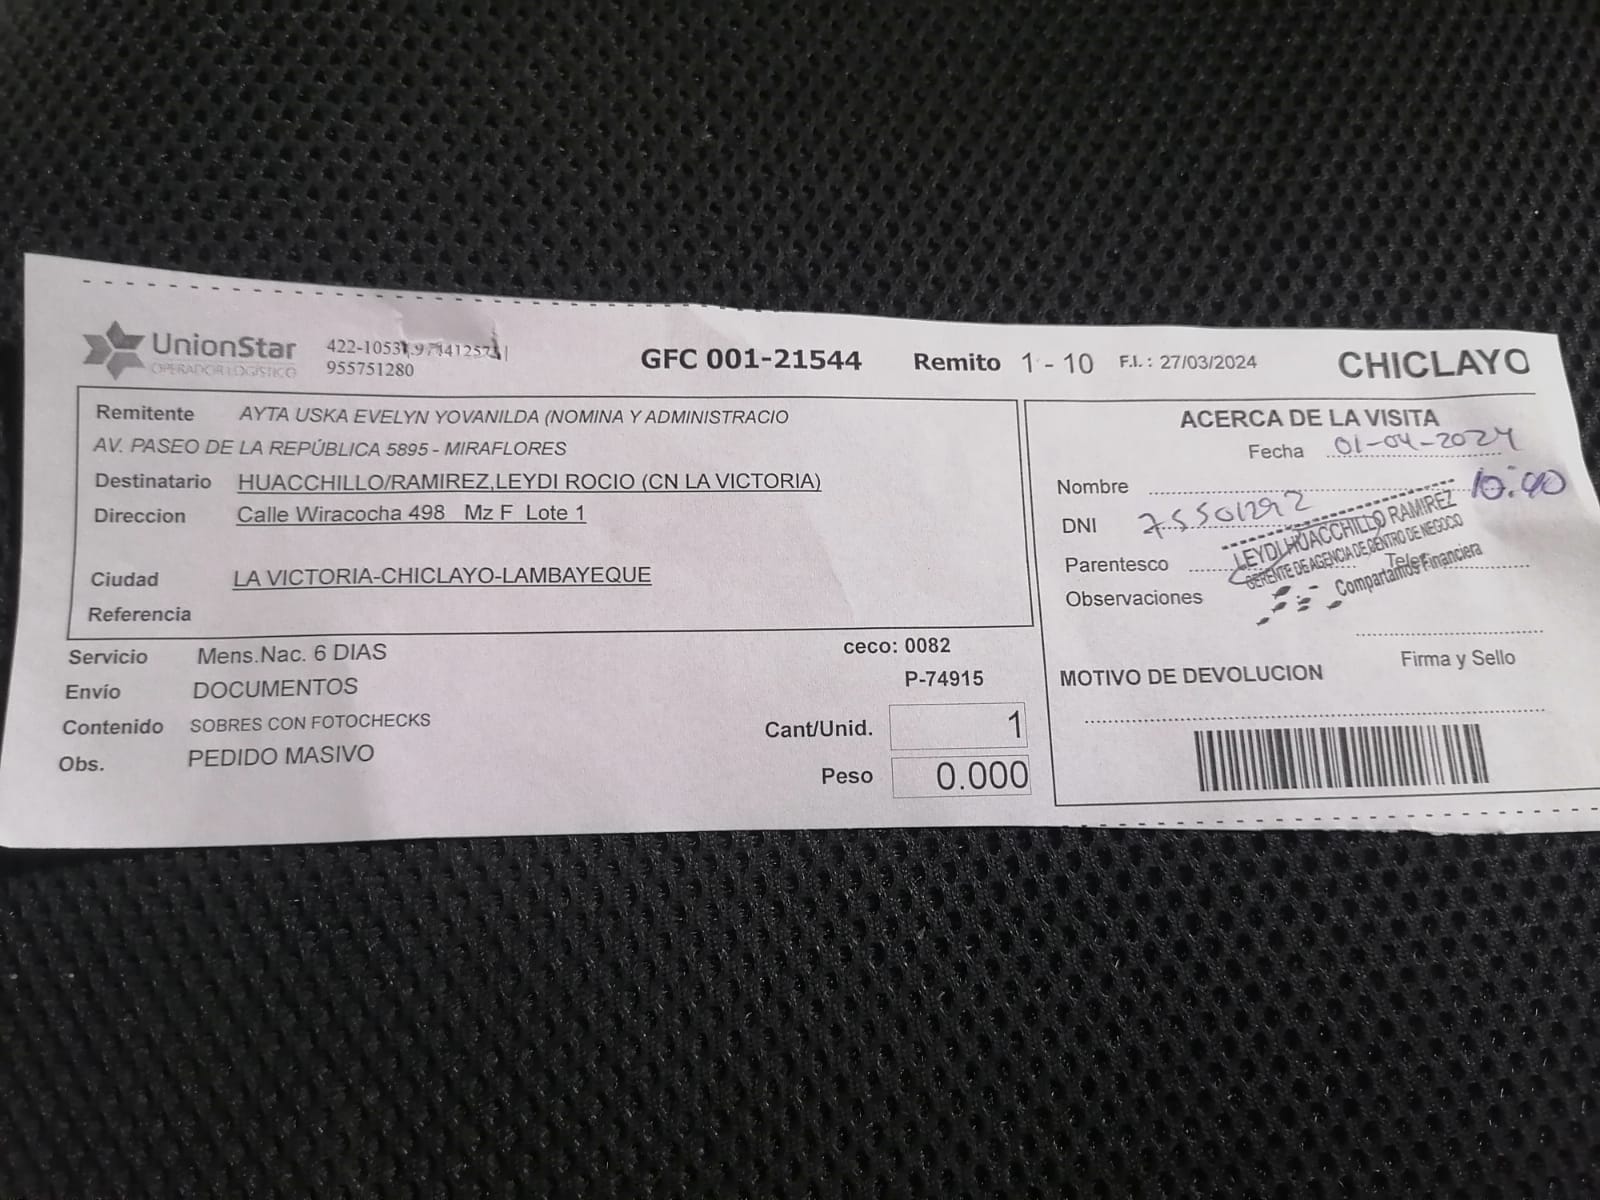 UnionStar
OPERADOR LOGÍSTICO
955751280
GFC 001-21544
Remito 1 - 10
F.I.: 27/03/2024
CHICLAYO
Remitente AYTA USKA EVELYN YOVANILDA (NOMINA Y ADMINISTRACIO
AV. PASEO DE LA REPÚBLICA 5895 - MIRAFLORES
Destinatario HUACCHILLO/RAMIREZ,LEYDI ROCIO (CN LA VICTORIA)
Direccion Calle Wiracocha 498 Mz F Lote 1
Ciudad LA VICTORIA-CHICLAYO-LAMBAYEQUE
Referencia
Servicio Mens.Nac. 6 DIAS
ceco: 0082
Envío DOCUMENTOS
P-74915
Contenido SOBRES CON FOTOCHECKS
Cant/Unid. 1
Obs. PEDIDO MASIVO
Peso 0.000
ACERCA DE LA VISITA
Fecha 01-04-2024
Nombre 10:40
DNI 75501292
LEYDI HUACCHILLO RAMIREZ
GERENTE DE AGENCIA DE CENTRO DE NEGOCIO
Parentesco Telef.
Compartamos Financiera
Observaciones
Firma y Sello
MOTIVO DE DEVOLUCION